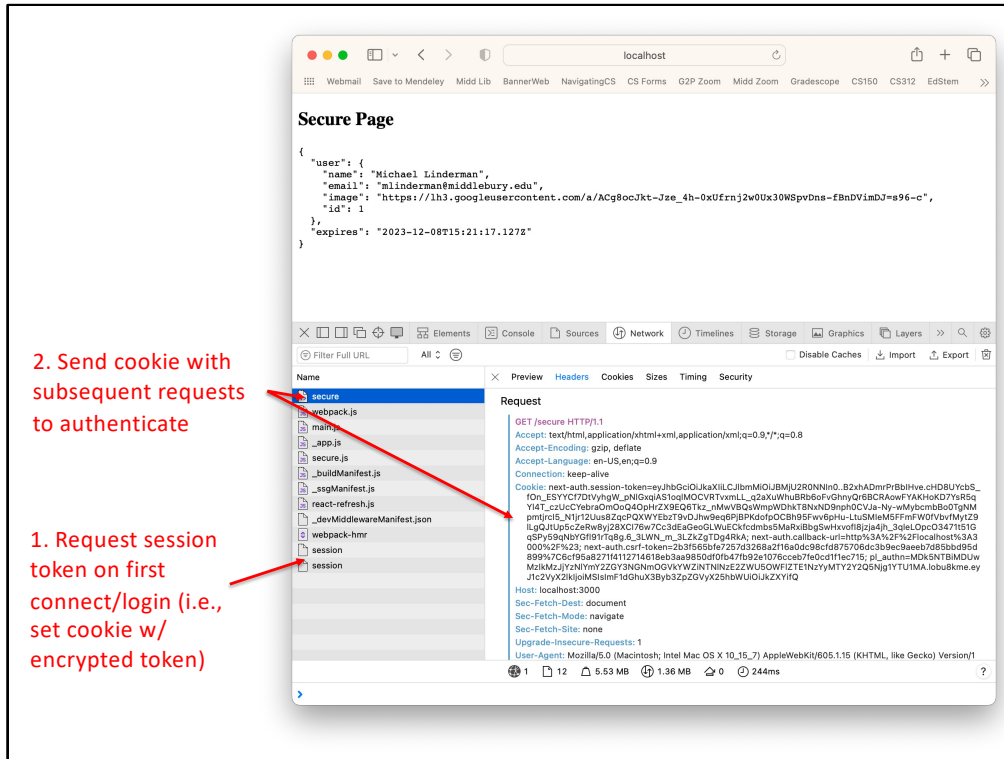 localhost
Webmail Save to Mendeley Midd Lib BannerWeb NavigatingCS CS Forms G2P Zoom Midd Zoom Gradescope CS150 CS312 EdStem
Secure Page
{
"user": {
"name": "Michael Linderman",
"email": "mlinderman@middlebury.edu",
"image": "https://lh3.googleusercontent.com/a/ACg8ocJkt-Jze_4h-0xUfrnj2w0Ux30WSpvDns-fBnDVimDJ=s96-c",
"id": 1
},
"expires": "2023-12-08T15:21:17.127Z"
}
Elements Console Sources Network Timelines Storage Graphics Layers
Filter Full URL All Disable Caches Import Export
Name
secure
webpack.js
main.js
_app.js
secure.js
_buildManifest.js
_ssgManifest.js
react-refresh.js
_devMiddlewareManifest.json
webpack-hmr
session
session
Preview Headers Cookies Sizes Timing Security
Request
GET /secure HTTP/1.1
Accept: text/html,application/xhtml+xml,application/xml;q=0.9,*/*;q=0.8
Accept-Encoding: gzip, deflate
Accept-Language: en-US,en;q=0.9
Connection: keep-alive
Cookie:
Host: localhost:3000
Sec-Fetch-Dest: document
Sec-Fetch-Mode: navigate
Sec-Fetch-Site: none
Upgrade-Insecure-Requests: 1
User-Agent: Mozilla/5.0 (Macintosh; Intel Mac OS X 10_15_7) AppleWebKit/605.1.15 (KHTML, like Gecko) Version/1
1 12 5.53 MB 1.36 MB 0 244ms ?
2. Send cookie with
subsequent requests
to authenticate
1. Request session
token on first
connect/login (i.e.,
set cookie w/
encrypted token)